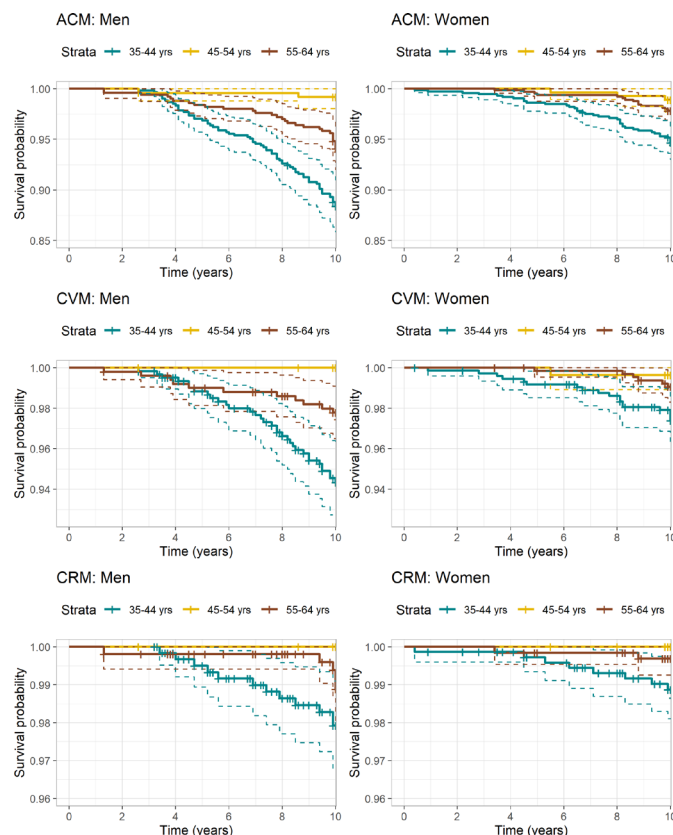 ACM: Men
Strata 35-44 yrs 45-54 yrs 55-64 yrs
1.00
0.95
0.90
0.85
Survival probability
0 2 4 6 8 10
Time (years)
ACM: Women
Strata 35-44 yrs 45-54 yrs 55-64 yrs
1.00
0.95
0.90
0.85
Survival probability
0 2 4 6 8 10
Time (years)
CVM: Men
Strata 35-44 yrs 45-54 yrs 55-64 yrs
1.00
0.98
0.96
0.94
Survival probability
0 2 4 6 8 10
Time (years)
CVM: Women
Strata 35-44 yrs 45-54 yrs 55-64 yrs
1.00
0.98
0.96
0.94
Survival probability
0 2 4 6 8 10
Time (years)
CRM: Men
Strata 35-44 yrs 45-54 yrs 55-64 yrs
1.00
0.99
0.98
0.97
0.96
Survival probability
0 2 4 6 8 10
Time (years)
CRM: Women
Strata 35-44 yrs 45-54 yrs 55-64 yrs
1.00
0.99
0.98
0.97
0.96
Survival probability
0 2 4 6 8 10
Time (years)